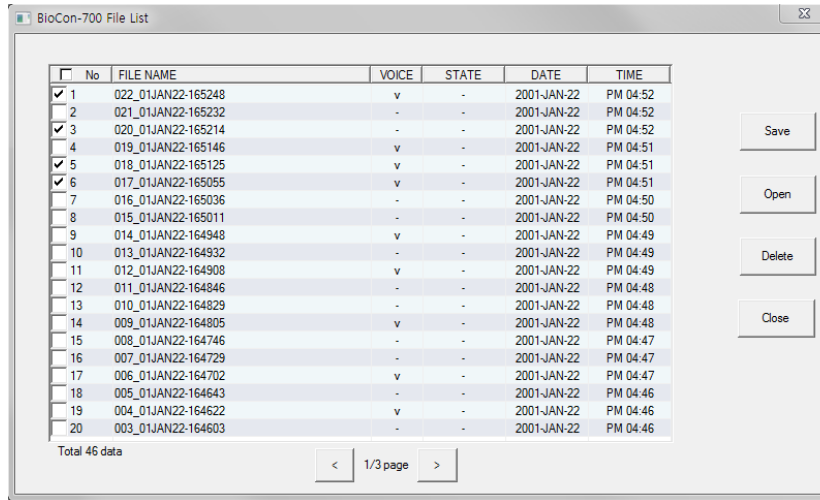 BioCon-700 File List
No FILE NAME VOICE STATE DATE TIME
1 022_01JAN22-165248 v - 2001-JAN-22 PM 04:52
2 021_01JAN22-165232 - - 2001-JAN-22 PM 04:52
3 020_01JAN22-165214 - - 2001-JAN-22 PM 04:52
Save
4 019_01JAN22-165146 v - 2001-JAN-22 PM 04:51
5 018_01JAN22-165125 v - 2001-JAN-22 PM 04:51
6 017_01JAN22-165055 v - 2001-JAN-22 PM 04:51
7 016_01JAN22-165036 - - 2001-JAN-22 PM 04:50
Open
8 015_01JAN22-165011 - - 2001-JAN-22 PM 04:50
9 014_01JAN22-164948 v - 2001-JAN-22 PM 04:49
10 013_01JAN22-164932 - - 2001-JAN-22 PM 04:49
Delete
11 012_01JAN22-164908 v - 2001-JAN-22 PM 04:49
12 011_01JAN22-164846 - - 2001-JAN-22 PM 04:48
13 010_01JAN22-164829 - - 2001-JAN-22 PM 04:48
14 009_01JAN22-164805 v - 2001-JAN-22 PM 04:48
Close
15 008_01JAN22-164746 - - 2001-JAN-22 PM 04:47
16 007_01JAN22-164729 - - 2001-JAN-22 PM 04:47
17 006_01JAN22-164702 v - 2001-JAN-22 PM 04:47
18 005_01JAN22-164643 - - 2001-JAN-22 PM 04:46
19 004_01JAN22-164622 v - 2001-JAN-22 PM 04:46
20 003_01JAN22-164603 - - 2001-JAN-22 PM 04:46
Total 46 data
< 1/3 page >